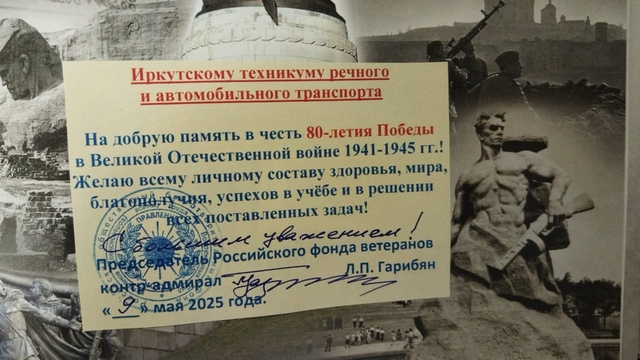 Иркутскому техникуму речного
и автомобильного транспорта
На добрую память в честь 80-летия Победы
в Великой Отечественной войне 1941-1945 гг.!
Желаю всему личному составу здоровья, мира,
благополучия, успехов в учёбе и в решении
всех поставленных задач!
С большим уважением!
Председатель Российского фонда ветеранов
контр-адмирал Л.П. Гарибян
« 9 » мая 2025 года.
ПРАВЛЕНИЕ